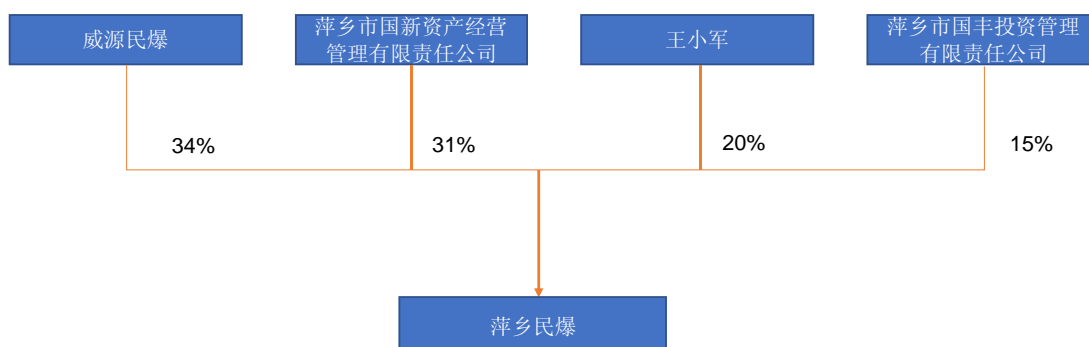 威源民爆
萍乡市国新资产经营
管理有限责任公司
王小军
萍乡市国丰投资管理
有限责任公司
34%
31%
20%
15%
萍乡民爆